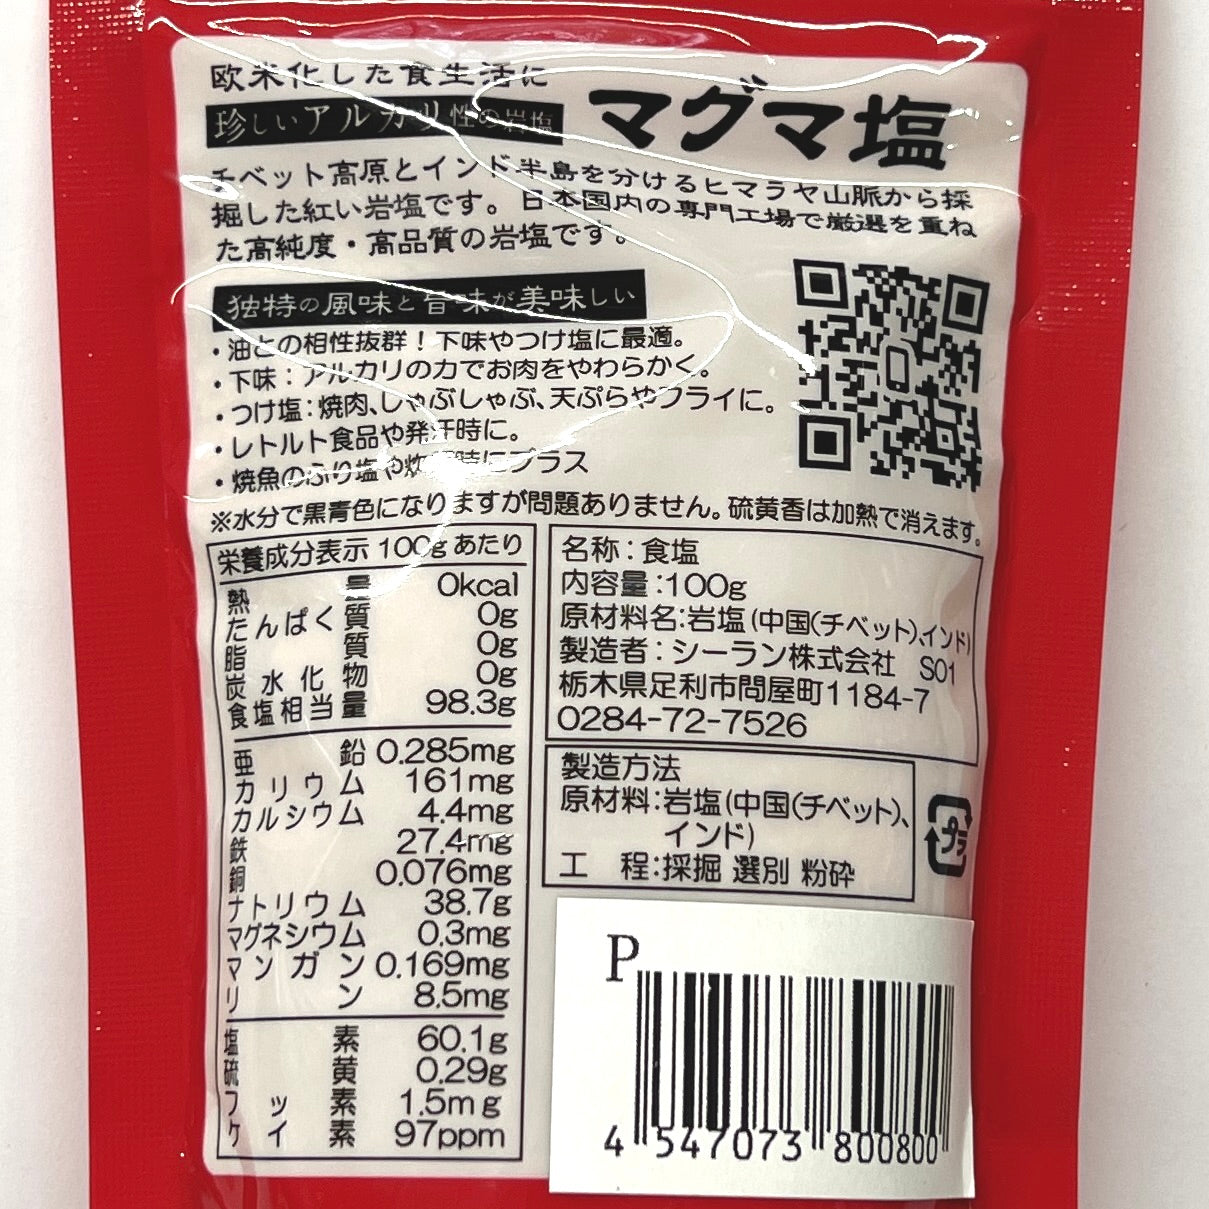 欧米化した食生活に
珍しいアルカリ性の岩塩
マグマ塩
チベット高原とインド半島を分けるヒマラヤ山脈から採
掘した紅い岩塩です。日本国内の専門工場で厳選を重ね
た高純度・高品質の岩塩です。
独特の風味と旨味が美味しい
・油との相性抜群！下味やつけ塩に最適。
・下味：アルカリの力でお肉をやわらかく。
・つけ塩：焼肉、しゃぶしゃぶ、天ぷらやフライに。
・レトルト食品や発汗時に。
・焼魚のふり塩や炊飯時にプラス
※水分で黒青色になりますが問題ありません。硫黄香は加熱で消えます。
栄養成分表示 100gあたり
熱量 0kcal
たんぱく質 0g
脂質 0g
炭水化物 0g
食塩相当量 98.3g
亜鉛 0.285mg
カリウム 161mg
カルシウム 4.4mg
鉄 27.4mg
銅 0.076mg
ナトリウム 38.7g
マグネシウム 0.3mg
マンガン 0.169mg
リン 8.5mg
塩素 60.1g
硫黄 0.29g
フッ素 1.5mg
ケイ素 97ppm
名称：食塩
内容量：100g
原材料名：岩塩(中国(チベット)、インド)
製造者：シーラン株式会社 S01
栃木県足利市問屋町1184-7
0284-72-7526
製造方法
原材料：岩塩(中国(チベット)、
インド)
工 程：採掘 選別 粉砕
プラ
P
4 547073 800800